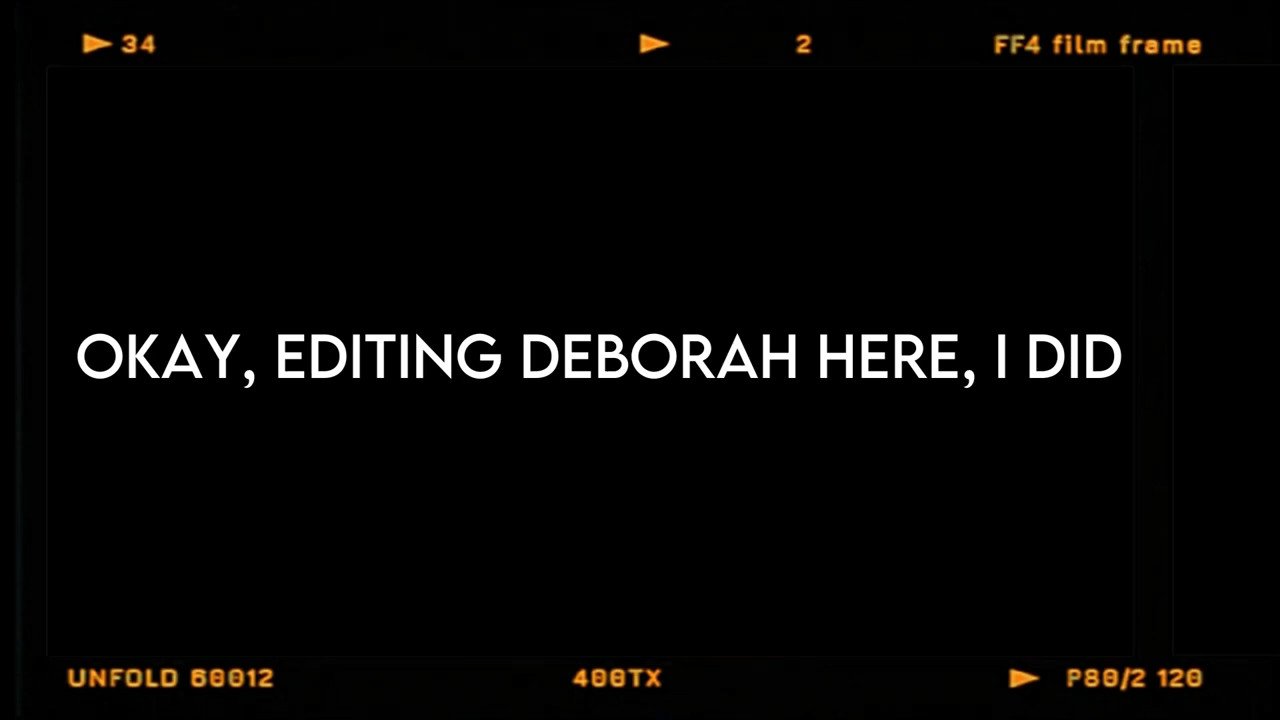 34 2 FF4 film frame
OKAY, EDITING DEBORAH HERE, I DID
UNFOLD 60012 400TX P80/2 120